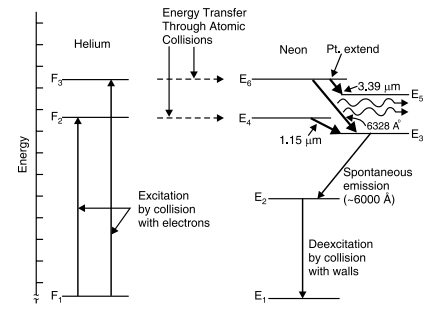 Energy Transfer
Through Atomic
Collisions
Helium
Neon
Pt. extend
F3
E6
3.39 μm
E5
F2
E4
6328 Å
E3
1.15 μm
Energy
Spontaneous
emission
(~6000 Å)
Excitation
by collision
with electrons
E2
Deexcitation
by collision
with walls
F1
E1